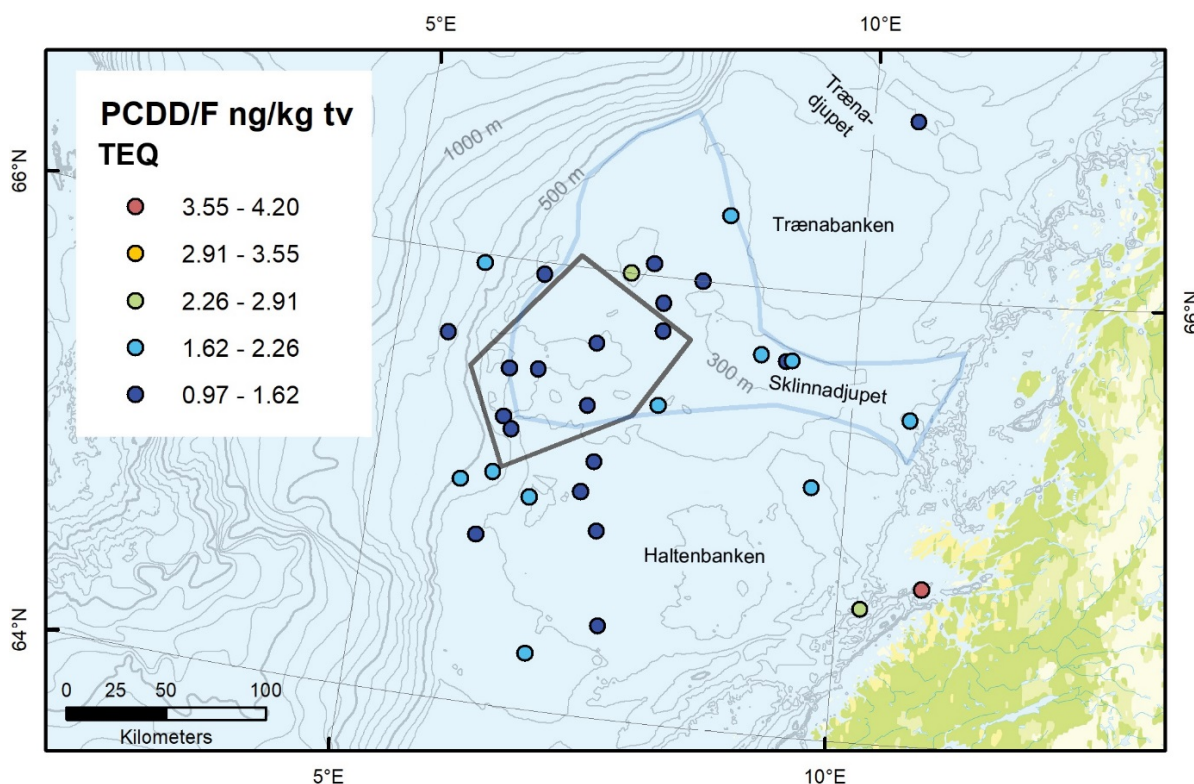 5°E
10°E
PCDD/F ng/kg tv
TEQ
3.55 - 4.20
2.91 - 3.55
2.26 - 2.91
1.62 - 2.26
0.97 - 1.62
66°N
1000 m
500 m
Træna-
djupet
Trænabanken
66°N
300 m
Sklinnadjupet
Haltenbanken
64°N
0 25 50 100
Kilometers
5°E
10°E